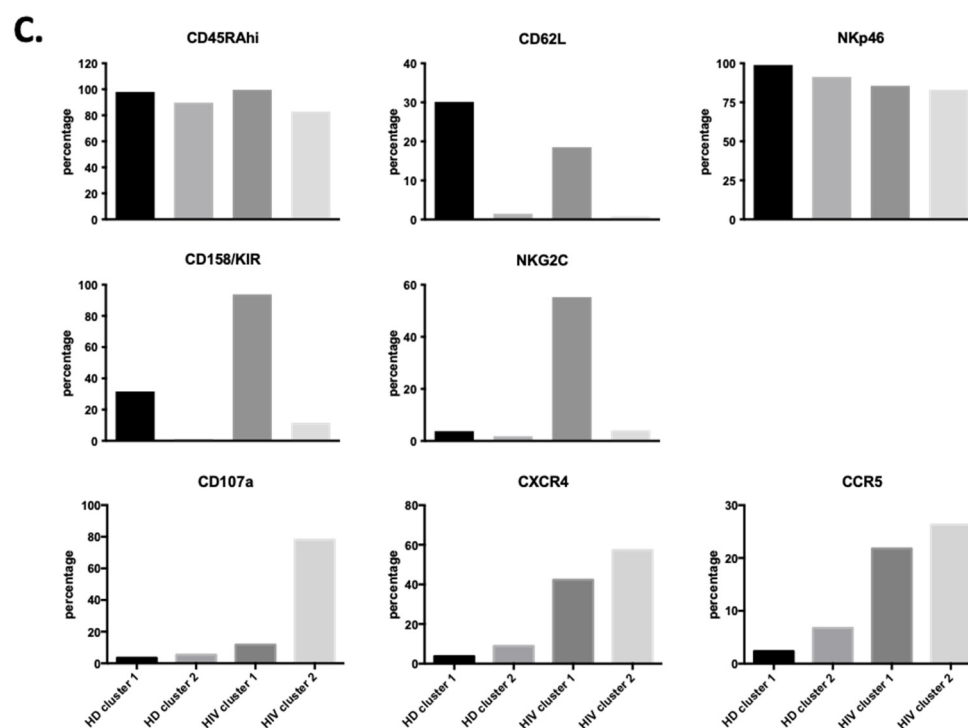 C.
CD45RAhi
percentage
120
100
80
60
40
20
0
CD62L
percentage
40
30
20
10
0
NKp46
percentage
100
75
50
25
0
CD158/KIR
percentage
100
80
60
40
20
0
NKG2C
percentage
60
40
20
0
CD107a
percentage
100
80
60
40
20
0
HD cluster 1
HD cluster 2
HIV cluster 1
HIV cluster 2
CXCR4
percentage
80
60
40
20
0
HD cluster 1
HD cluster 2
HIV cluster 1
HIV cluster 2
CCR5
percentage
30
20
10
0
HD cluster 1
HD cluster 2
HIV cluster 1
HIV cluster 2